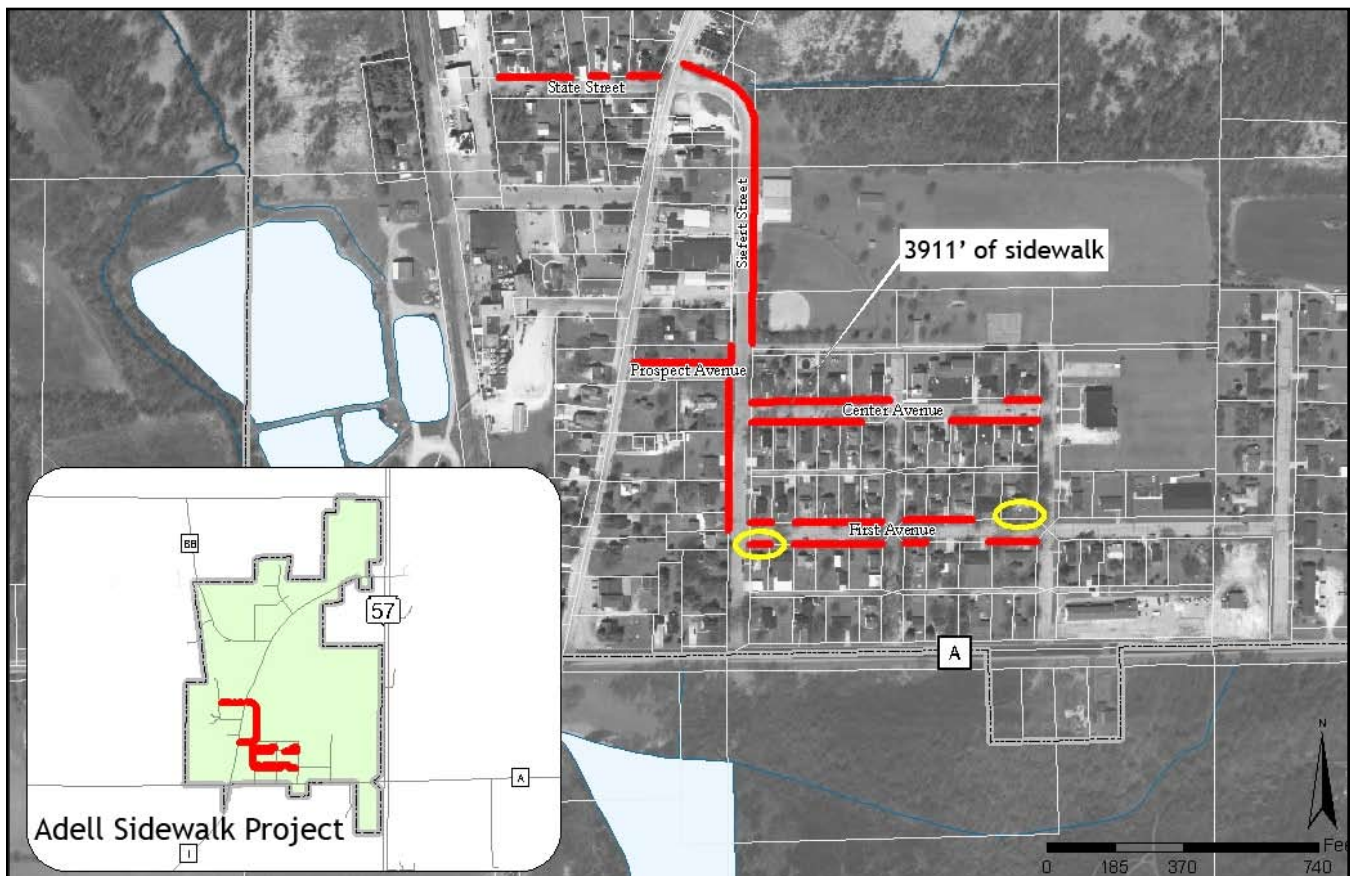 State Street
Siefert Street
3911’ of sidewalk
Prospect Avenue
Center Avenue
First Avenue
A
BB
57
A
I
Adell Sidewalk Project
N
Fee
0 185 370 740